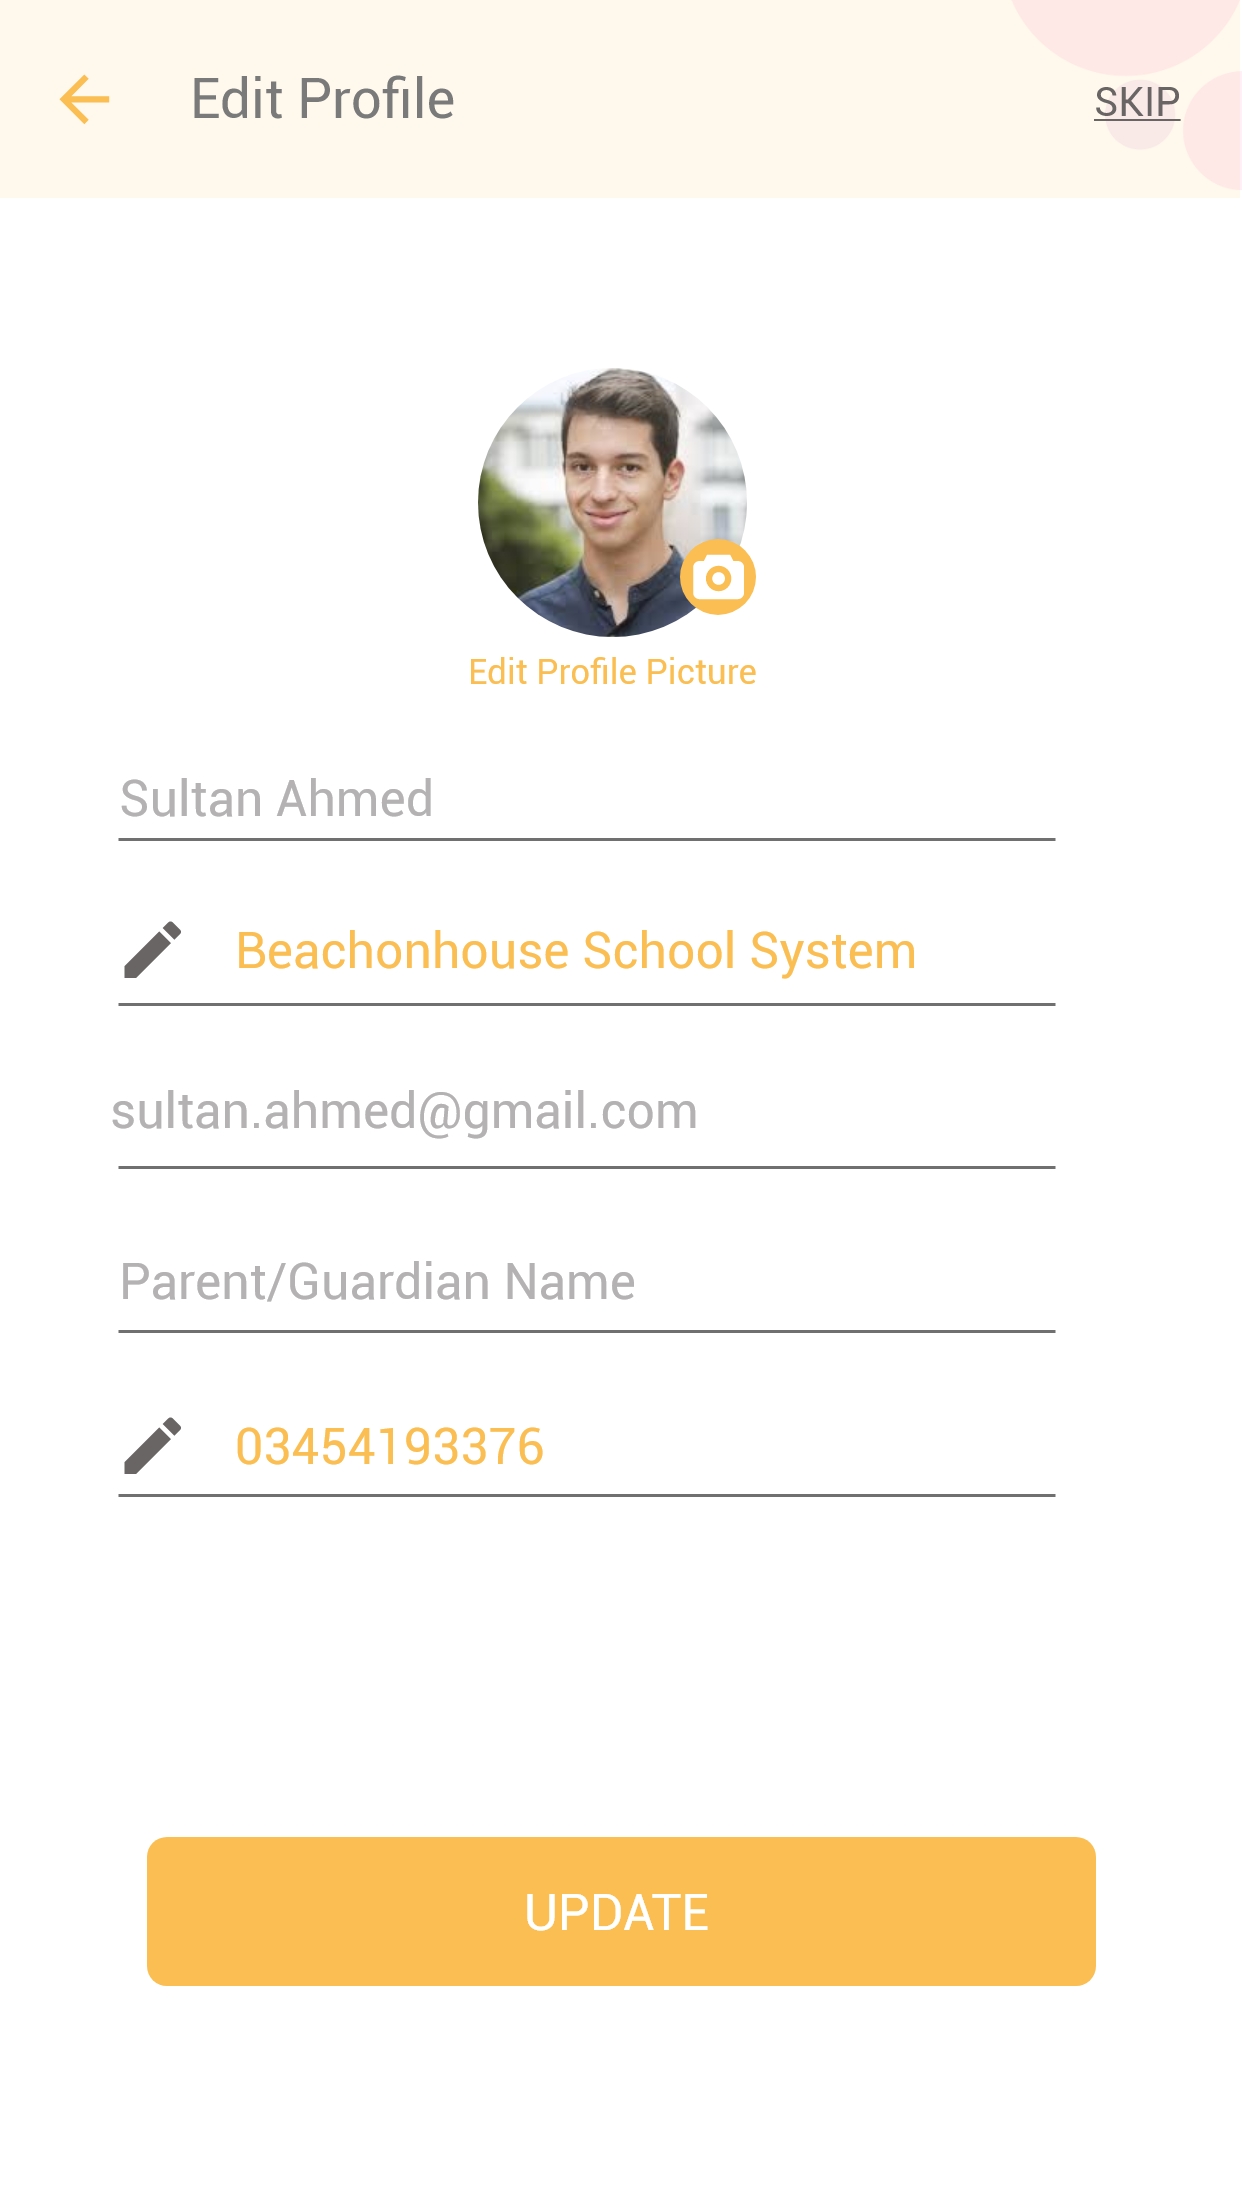 Edit Profile
SKIP
Edit Profile Picture
Sultan Ahmed
Beachonhouse School System
sultan.ahmed@gmail.com
Parent/Guardian Name
03454193376
UPDATE